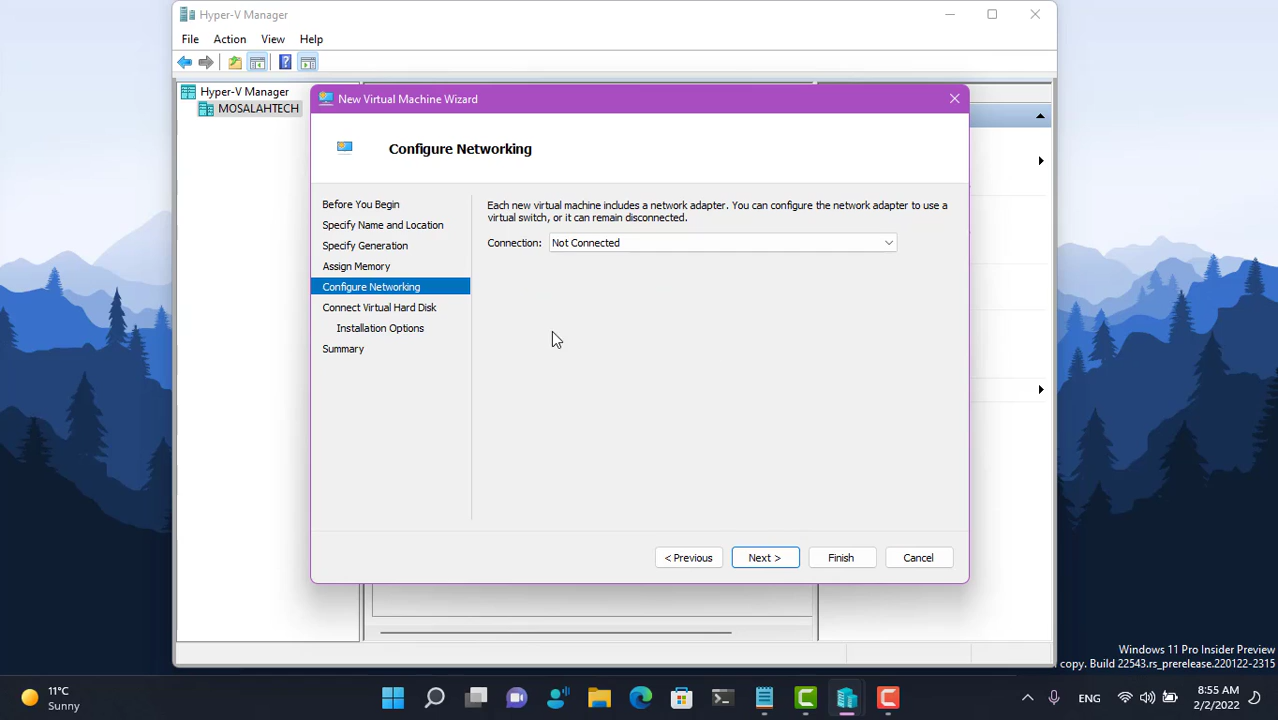 Hyper-V Manager
File Action View Help
Hyper-V Manager
MOSALAHTECH
New Virtual Machine Wizard
Configure Networking
Before You Begin
Specify Name and Location
Specify Generation
Assign Memory
Configure Networking
Connect Virtual Hard Disk
Installation Options
Summary
Each new virtual machine includes a network adapter. You can configure the network adapter to use a
virtual switch, or it can remain disconnected.
Connection: Not Connected
< Previous Next > Finish Cancel
Windows 11 Pro Insider Preview
copy. Build 22543.rs_prerelease.220122-2315
11°C
Sunny
ENG
8:55 AM
2/2/2022